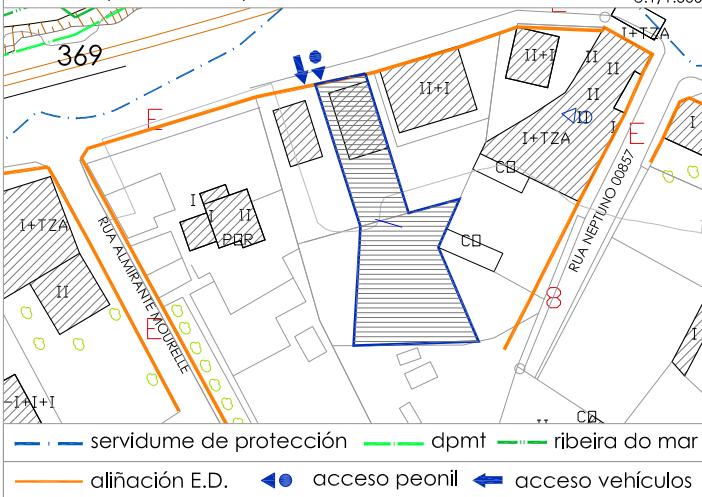 369
I+TZA
II+I
II+I
II
II
II
I+TZA
I
E
E
I
I
I
II
I+TZA
II
RUA ALMIRANTE MOURELLE
RUA NEPTUNO 00857
8
E
I
-I+I+I
servidume de protección
dpmt
ribeira do mar
aliñación E.D.
acceso peonil
acceso vehículos